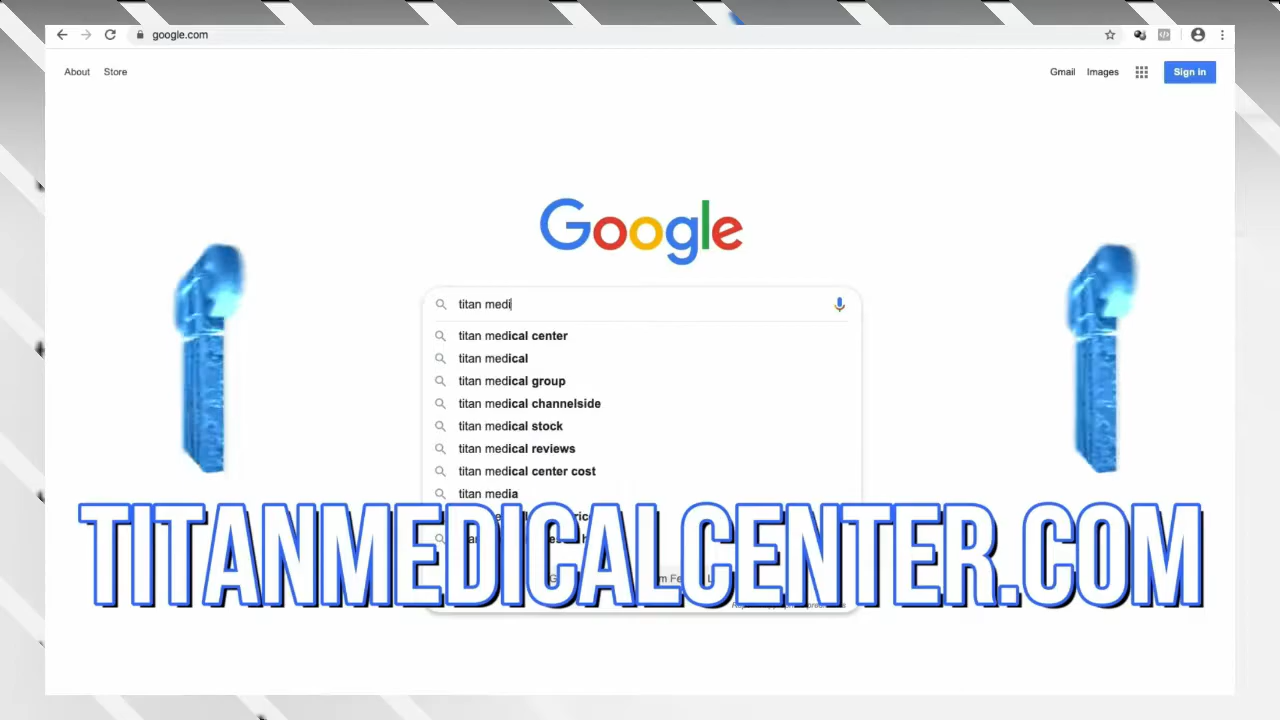 google.com
About Store Gmail Images Sign in
Google
titan medi
titan medical center
titan medical
titan medical group
titan medical channelside
titan medical stock
titan medical reviews
titan medical center cost
titan media
TITANMEDICALCENTER.COM